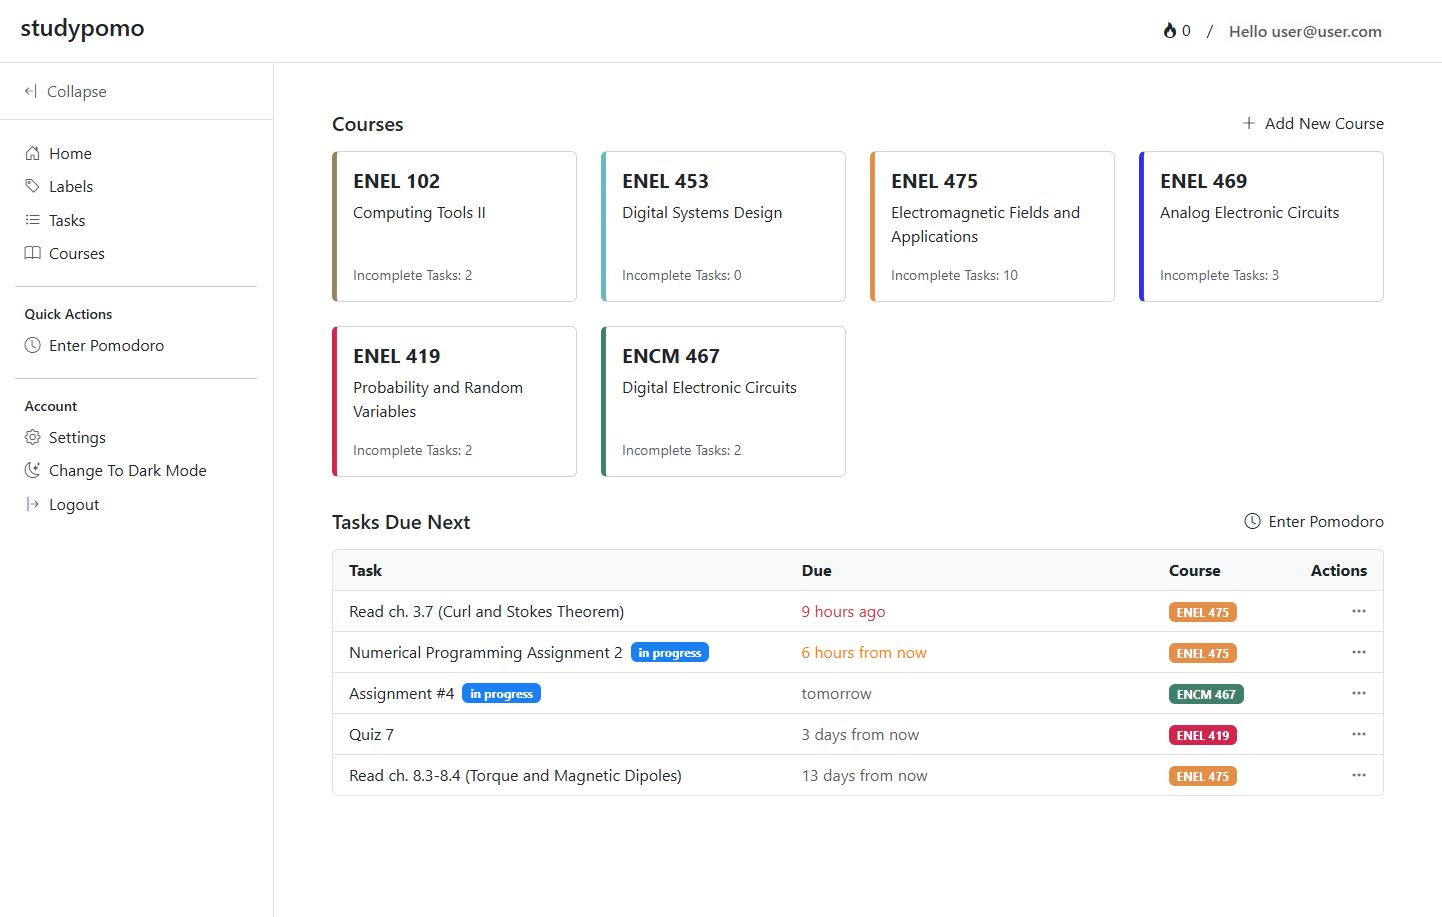 studypomo
0 / Hello user@user.com
Collapse
Home
Labels
Tasks
Courses
Quick Actions
Enter Pomodoro
Account
Settings
Change To Dark Mode
Logout
Courses
Add New Course
ENEL 102
Computing Tools II
Incomplete Tasks: 2
ENEL 453
Digital Systems Design
Incomplete Tasks: 0
ENEL 475
Electromagnetic Fields and
Applications
Incomplete Tasks: 10
ENEL 469
Analog Electronic Circuits
Incomplete Tasks: 3
ENEL 419
Probability and Random
Variables
Incomplete Tasks: 2
ENCM 467
Digital Electronic Circuits
Incomplete Tasks: 2
Tasks Due Next
Enter Pomodoro
Task Due Course Actions
Read ch. 3.7 (Curl and Stokes Theorem) 9 hours ago ENEL 475
Numerical Programming Assignment 2 in progress 6 hours from now ENEL 475
Assignment #4 in progress tomorrow ENCM 467
Quiz 7 3 days from now ENEL 419
Read ch. 8.3-8.4 (Torque and Magnetic Dipoles) 13 days from now ENEL 475